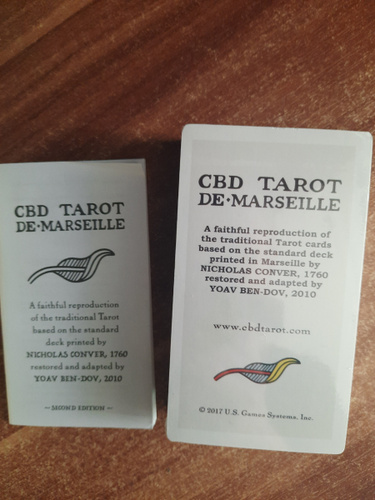 CBD TAROT
DE·MARSEILLE
A faithful reproduction
of the traditional Tarot
based on the standard
deck printed by
NICHOLAS CONVER, 1760
restored and adapted by
YOAV BEN-DOV, 2010
—SECOND EDITION—
CBD TAROT
DE·MARSEILLE
A faithful reproduction of
the traditional Tarot cards
based on the standard deck
printed in Marseille by
NICHOLAS CONVER, 1760
restored and adapted by
YOAV BEN-DOV, 2010
www.cbdtarot.com
© 2017 U.S. Games Systems, Inc.